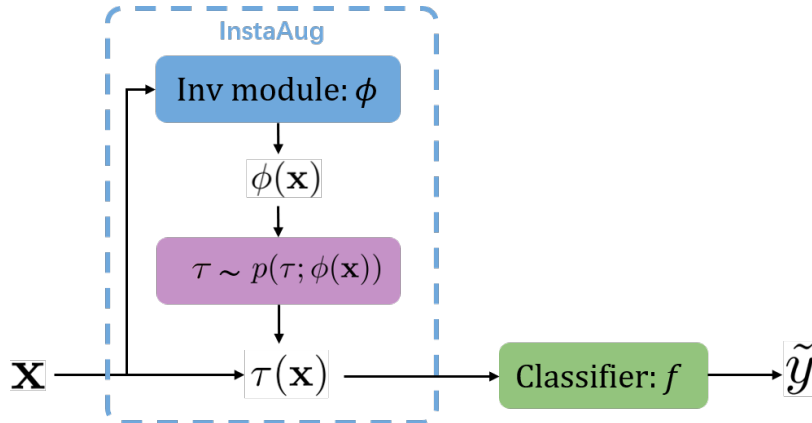 InstaAug
Inv module: ϕ
ϕ(𝐱)
τ ∼ p(τ; ϕ(𝐱))
𝐱
τ(𝐱)
Classifier: f
ỹ